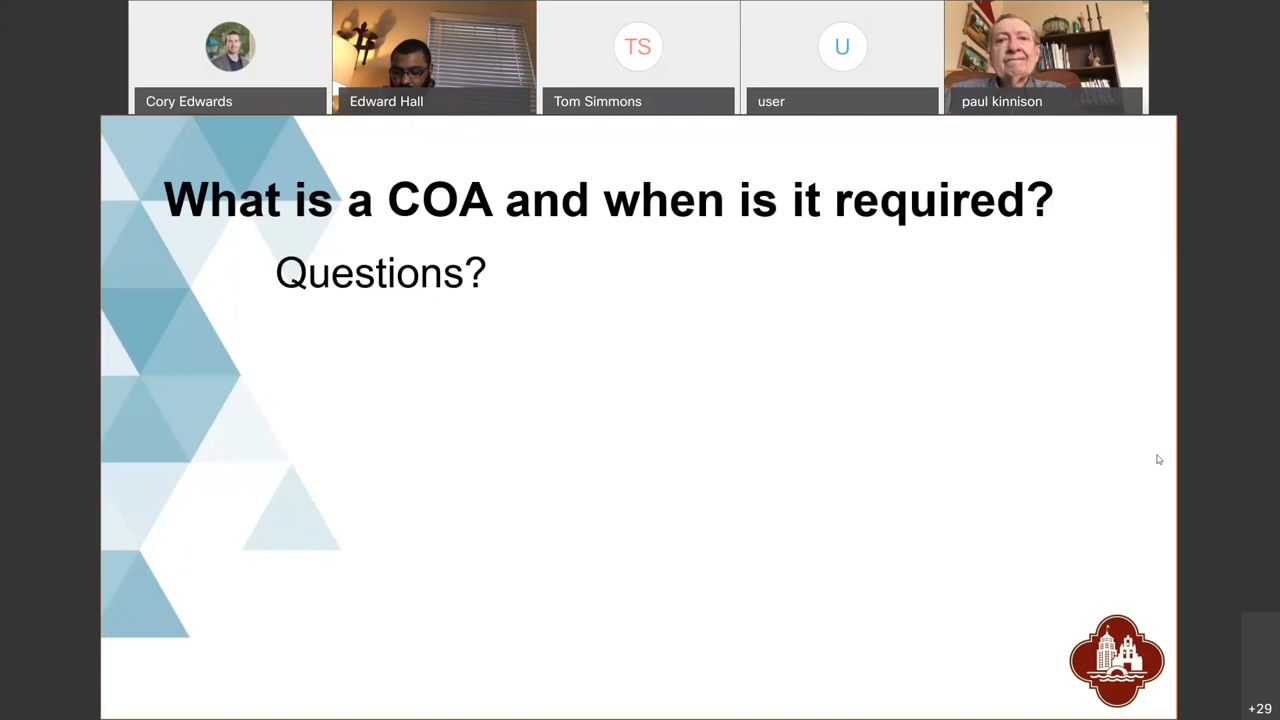 TS
U
Cory Edwards
Edward Hall
Tom Simmons
user
paul kinnison
What is a COA and when is it required?
Questions?
+29